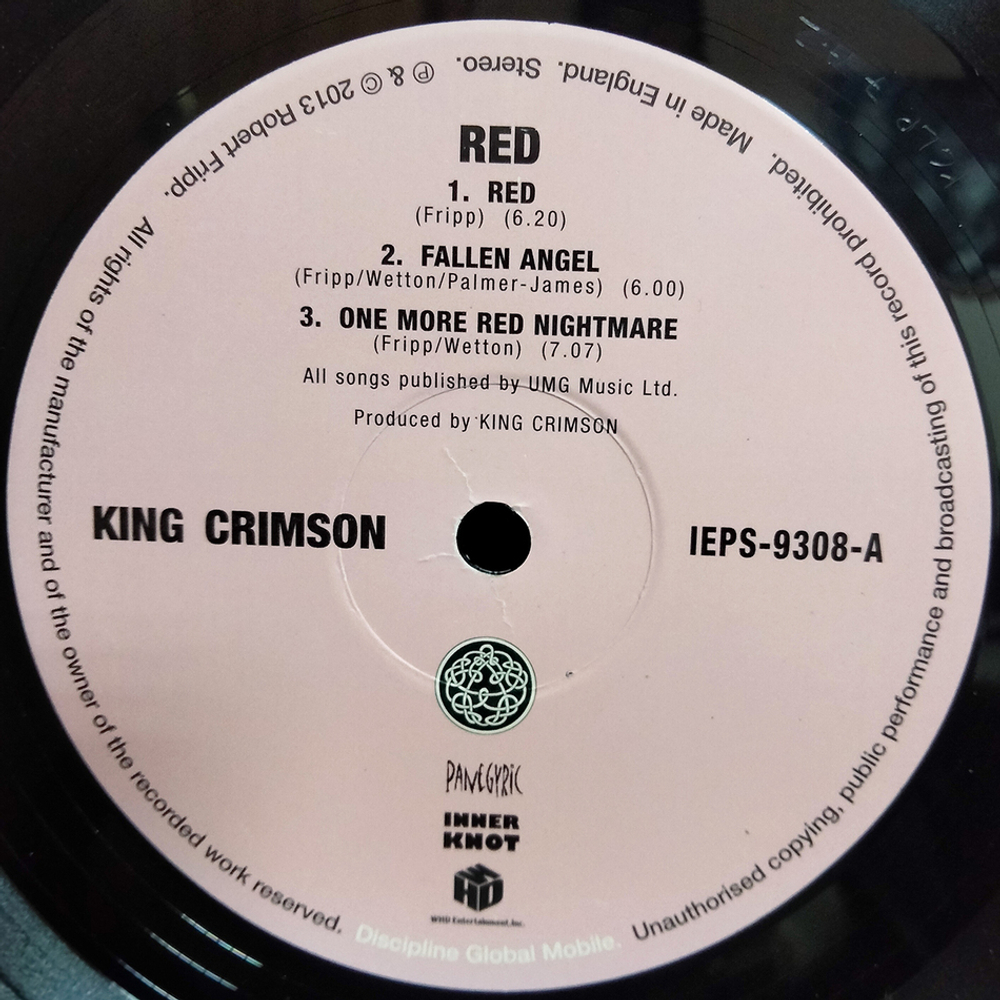 RED
1. RED
(Fripp) (6.20)
2. FALLEN ANGEL
(Fripp/Wetton/Palmer-James) (6.00)
3. ONE MORE RED NIGHTMARE
(Fripp/Wetton) (7.07)
All songs published by UMG Music Ltd.
Produced by KING CRIMSON
KING CRIMSON
IEPS-9308-A
PANEGYRIC
INNER
KNOT
WHD
WHD Entertainment, Inc.
℗ & © 2013 Robert Fripp. All rights of the manufacturer and of the owner of the recorded work reserved. Discipline Global Mobile. Unauthorised copying, public performance and broadcasting of this record prohibited. Made in England. Stereo.